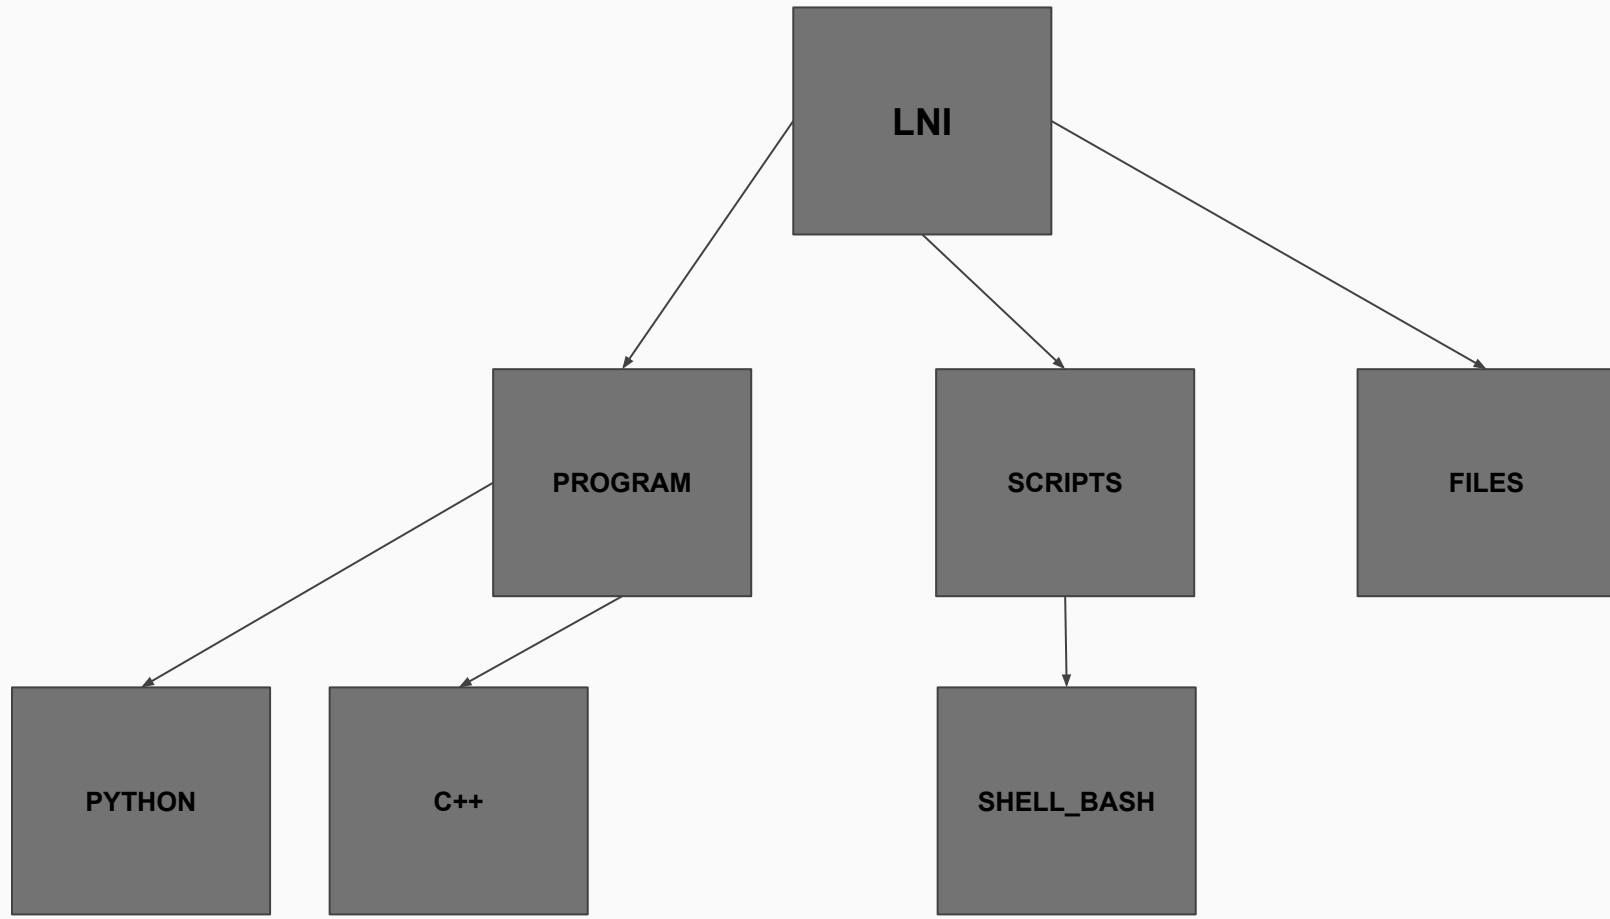 LNI
PROGRAM
SCRIPTS
FILES
PYTHON
C++
SHELL_BASH